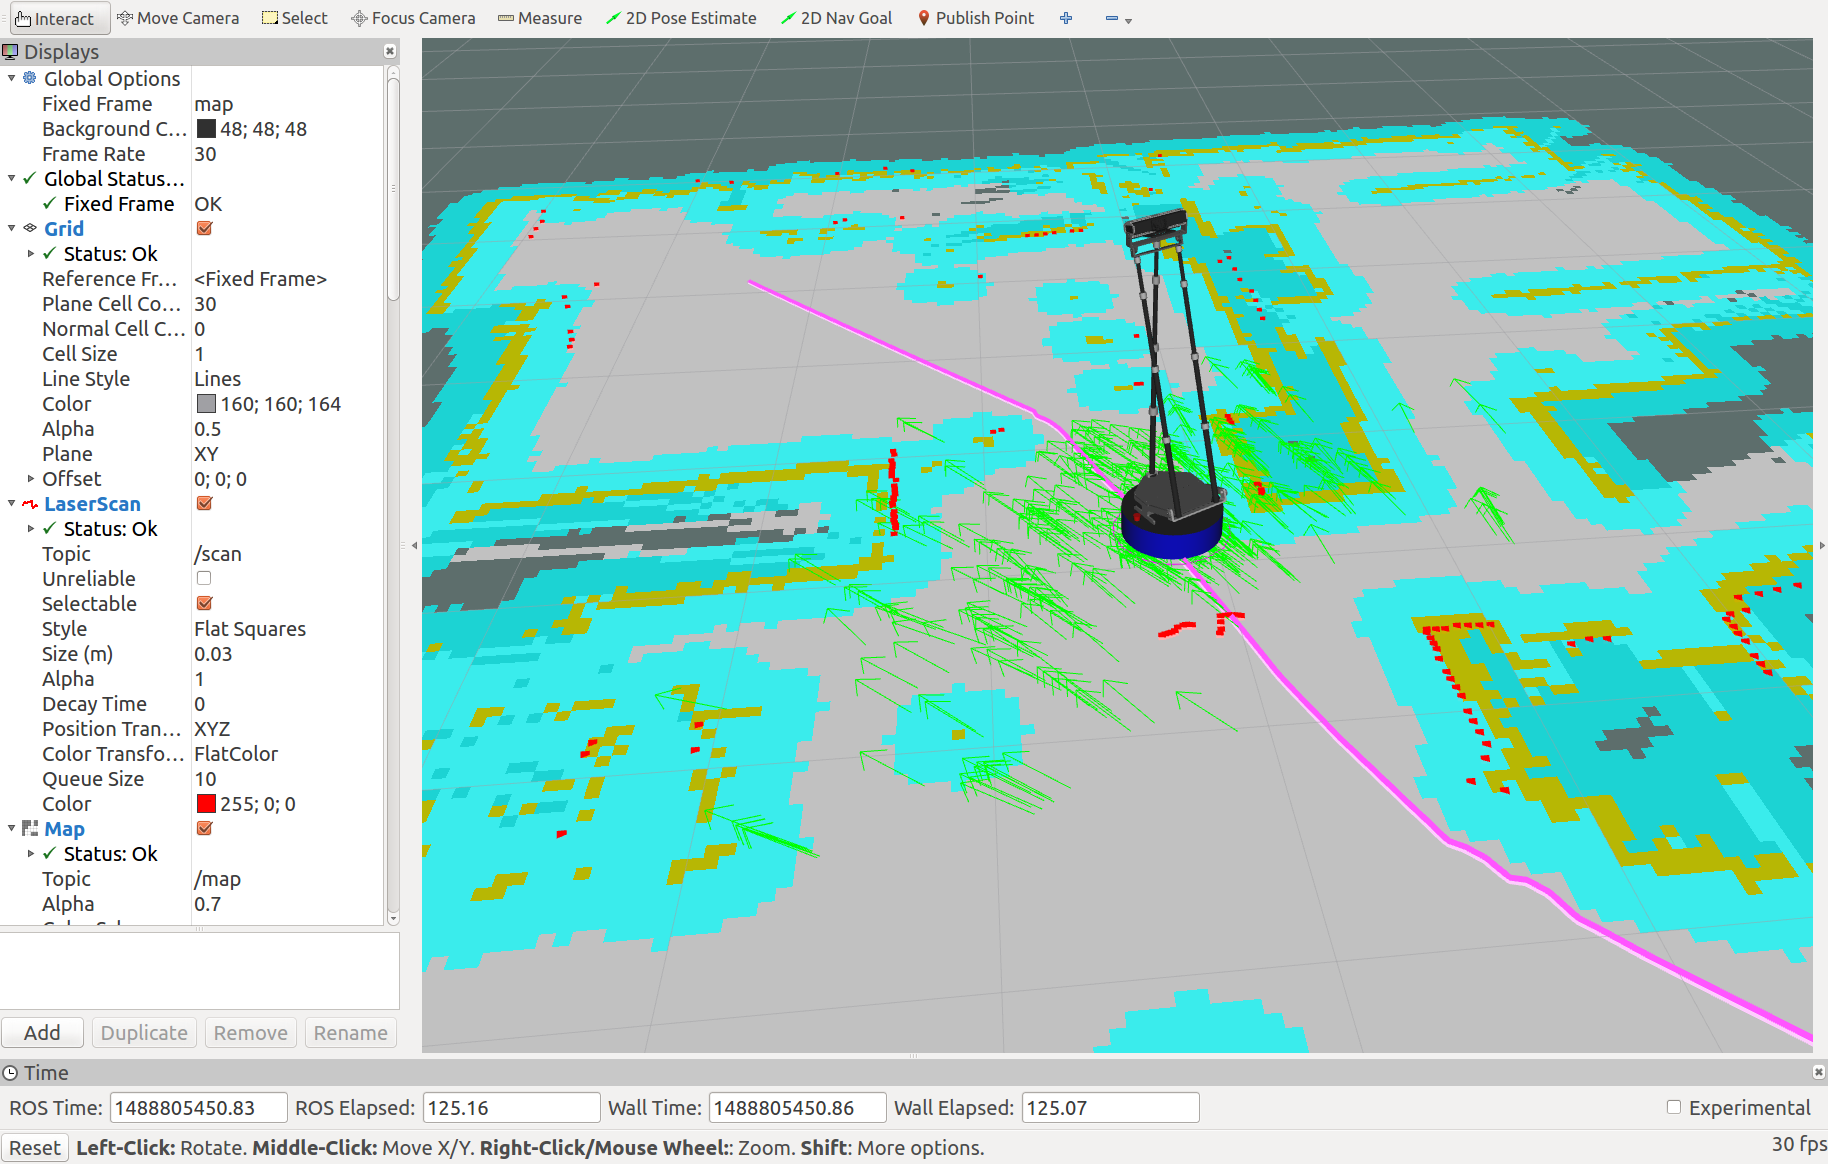 Interact Move Camera Select Focus Camera Measure 2D Pose Estimate 2D Nav Goal Publish Point
Displays
Global Options
Fixed Frame map
Background C... 48; 48; 48
Frame Rate 30
Global Status...
Fixed Frame OK
Grid
Status: Ok
Reference Fr... <Fixed Frame>
Plane Cell Co... 30
Normal Cell C... 0
Cell Size 1
Line Style Lines
Color 160; 160; 164
Alpha 0.5
Plane XY
Offset 0; 0; 0
LaserScan
Status: Ok
Topic /scan
Unreliable
Selectable
Style Flat Squares
Size (m) 0.03
Alpha 1
Decay Time 0
Position Tran... XYZ
Color Transfo... FlatColor
Queue Size 10
Color 255; 0; 0
Map
Status: Ok
Topic /map
Alpha 0.7
Add Duplicate Remove Rename
Time
ROS Time: 1488805450.83 ROS Elapsed: 125.16 Wall Time: 1488805450.86 Wall Elapsed: 125.07 Experimental
Reset Left-Click: Rotate. Middle-Click: Move X/Y. Right-Click/Mouse Wheel:: Zoom. Shift: More options. 30 fps